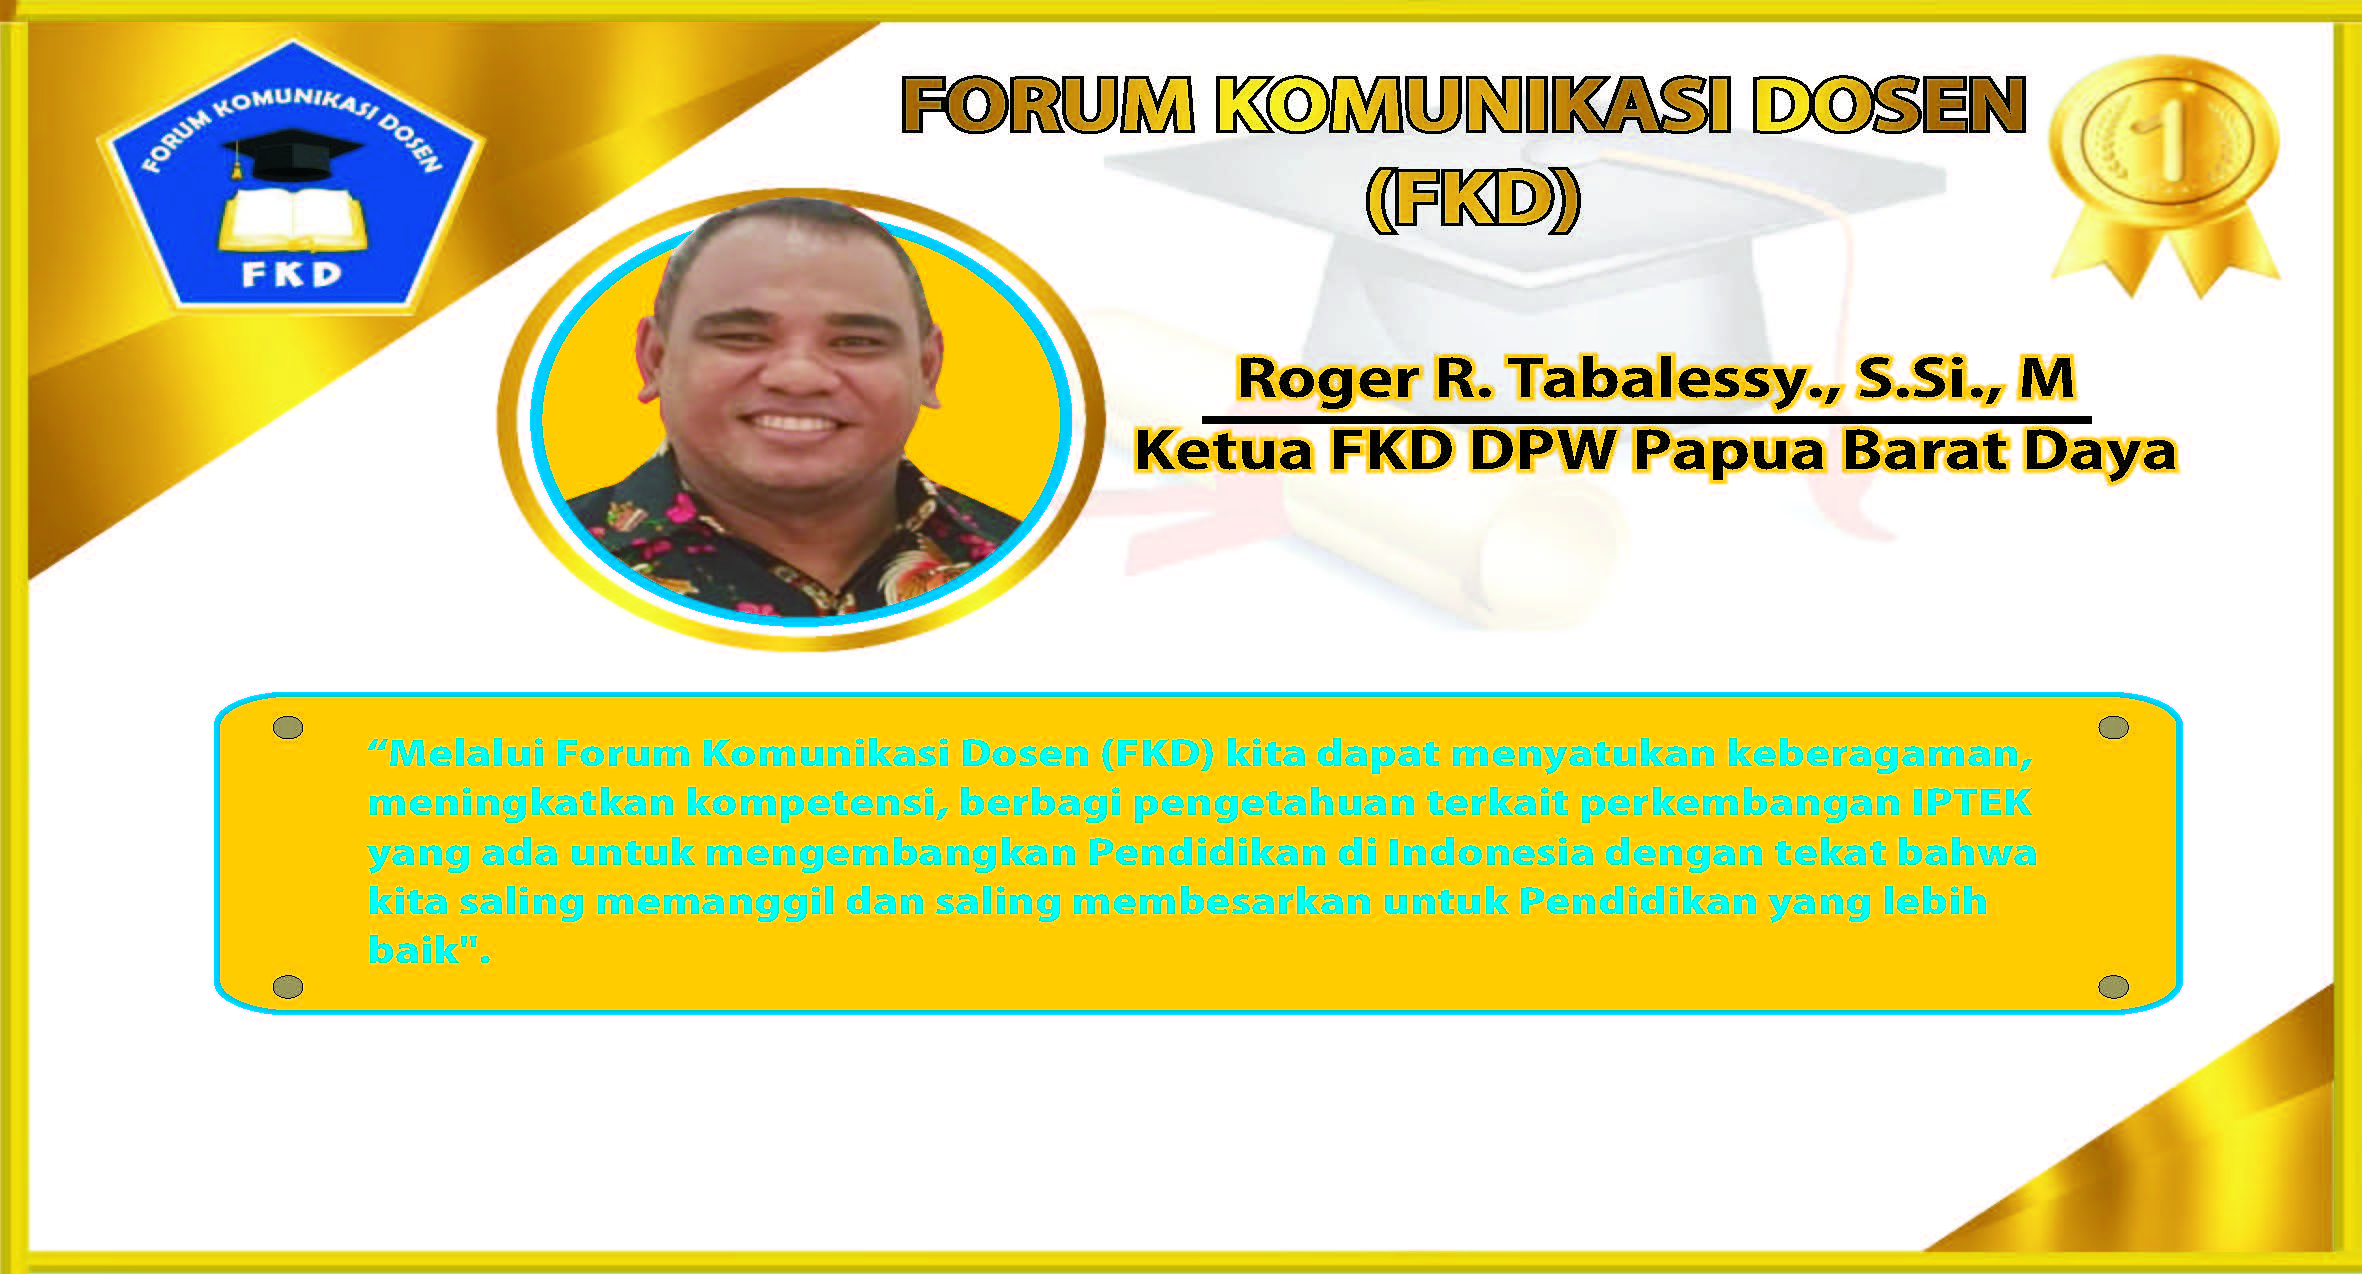 FORUM KOMUNIKASI DOSEN
FKD
FORUM KOMUNIKASI DOSEN
(FKD)
1
Roger R. Tabalessy., S.Si., M
Ketua FKD DPW Papua Barat Daya
“Melalui Forum Komunikasi Dosen (FKD) kita dapat menyatukan keberagaman,
meningkatkan kompetensi, berbagi pengetahuan terkait perkembangan IPTEK
yang ada untuk mengembangkan Pendidikan di Indonesia dengan tekat bahwa
kita saling memanggil dan saling membesarkan untuk Pendidikan yang lebih
baik".